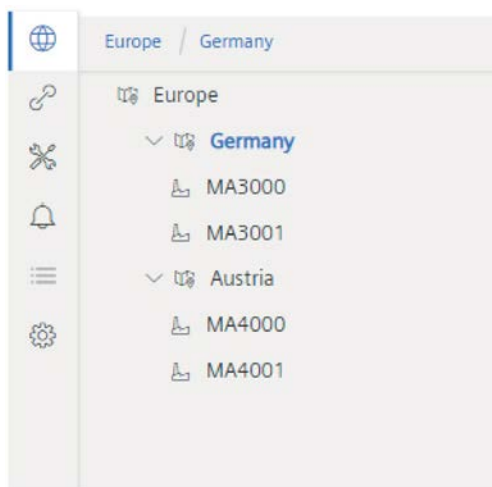 Europe / Germany
Europe
Germany
MA3000
MA3001
Austria
MA4000
MA4001